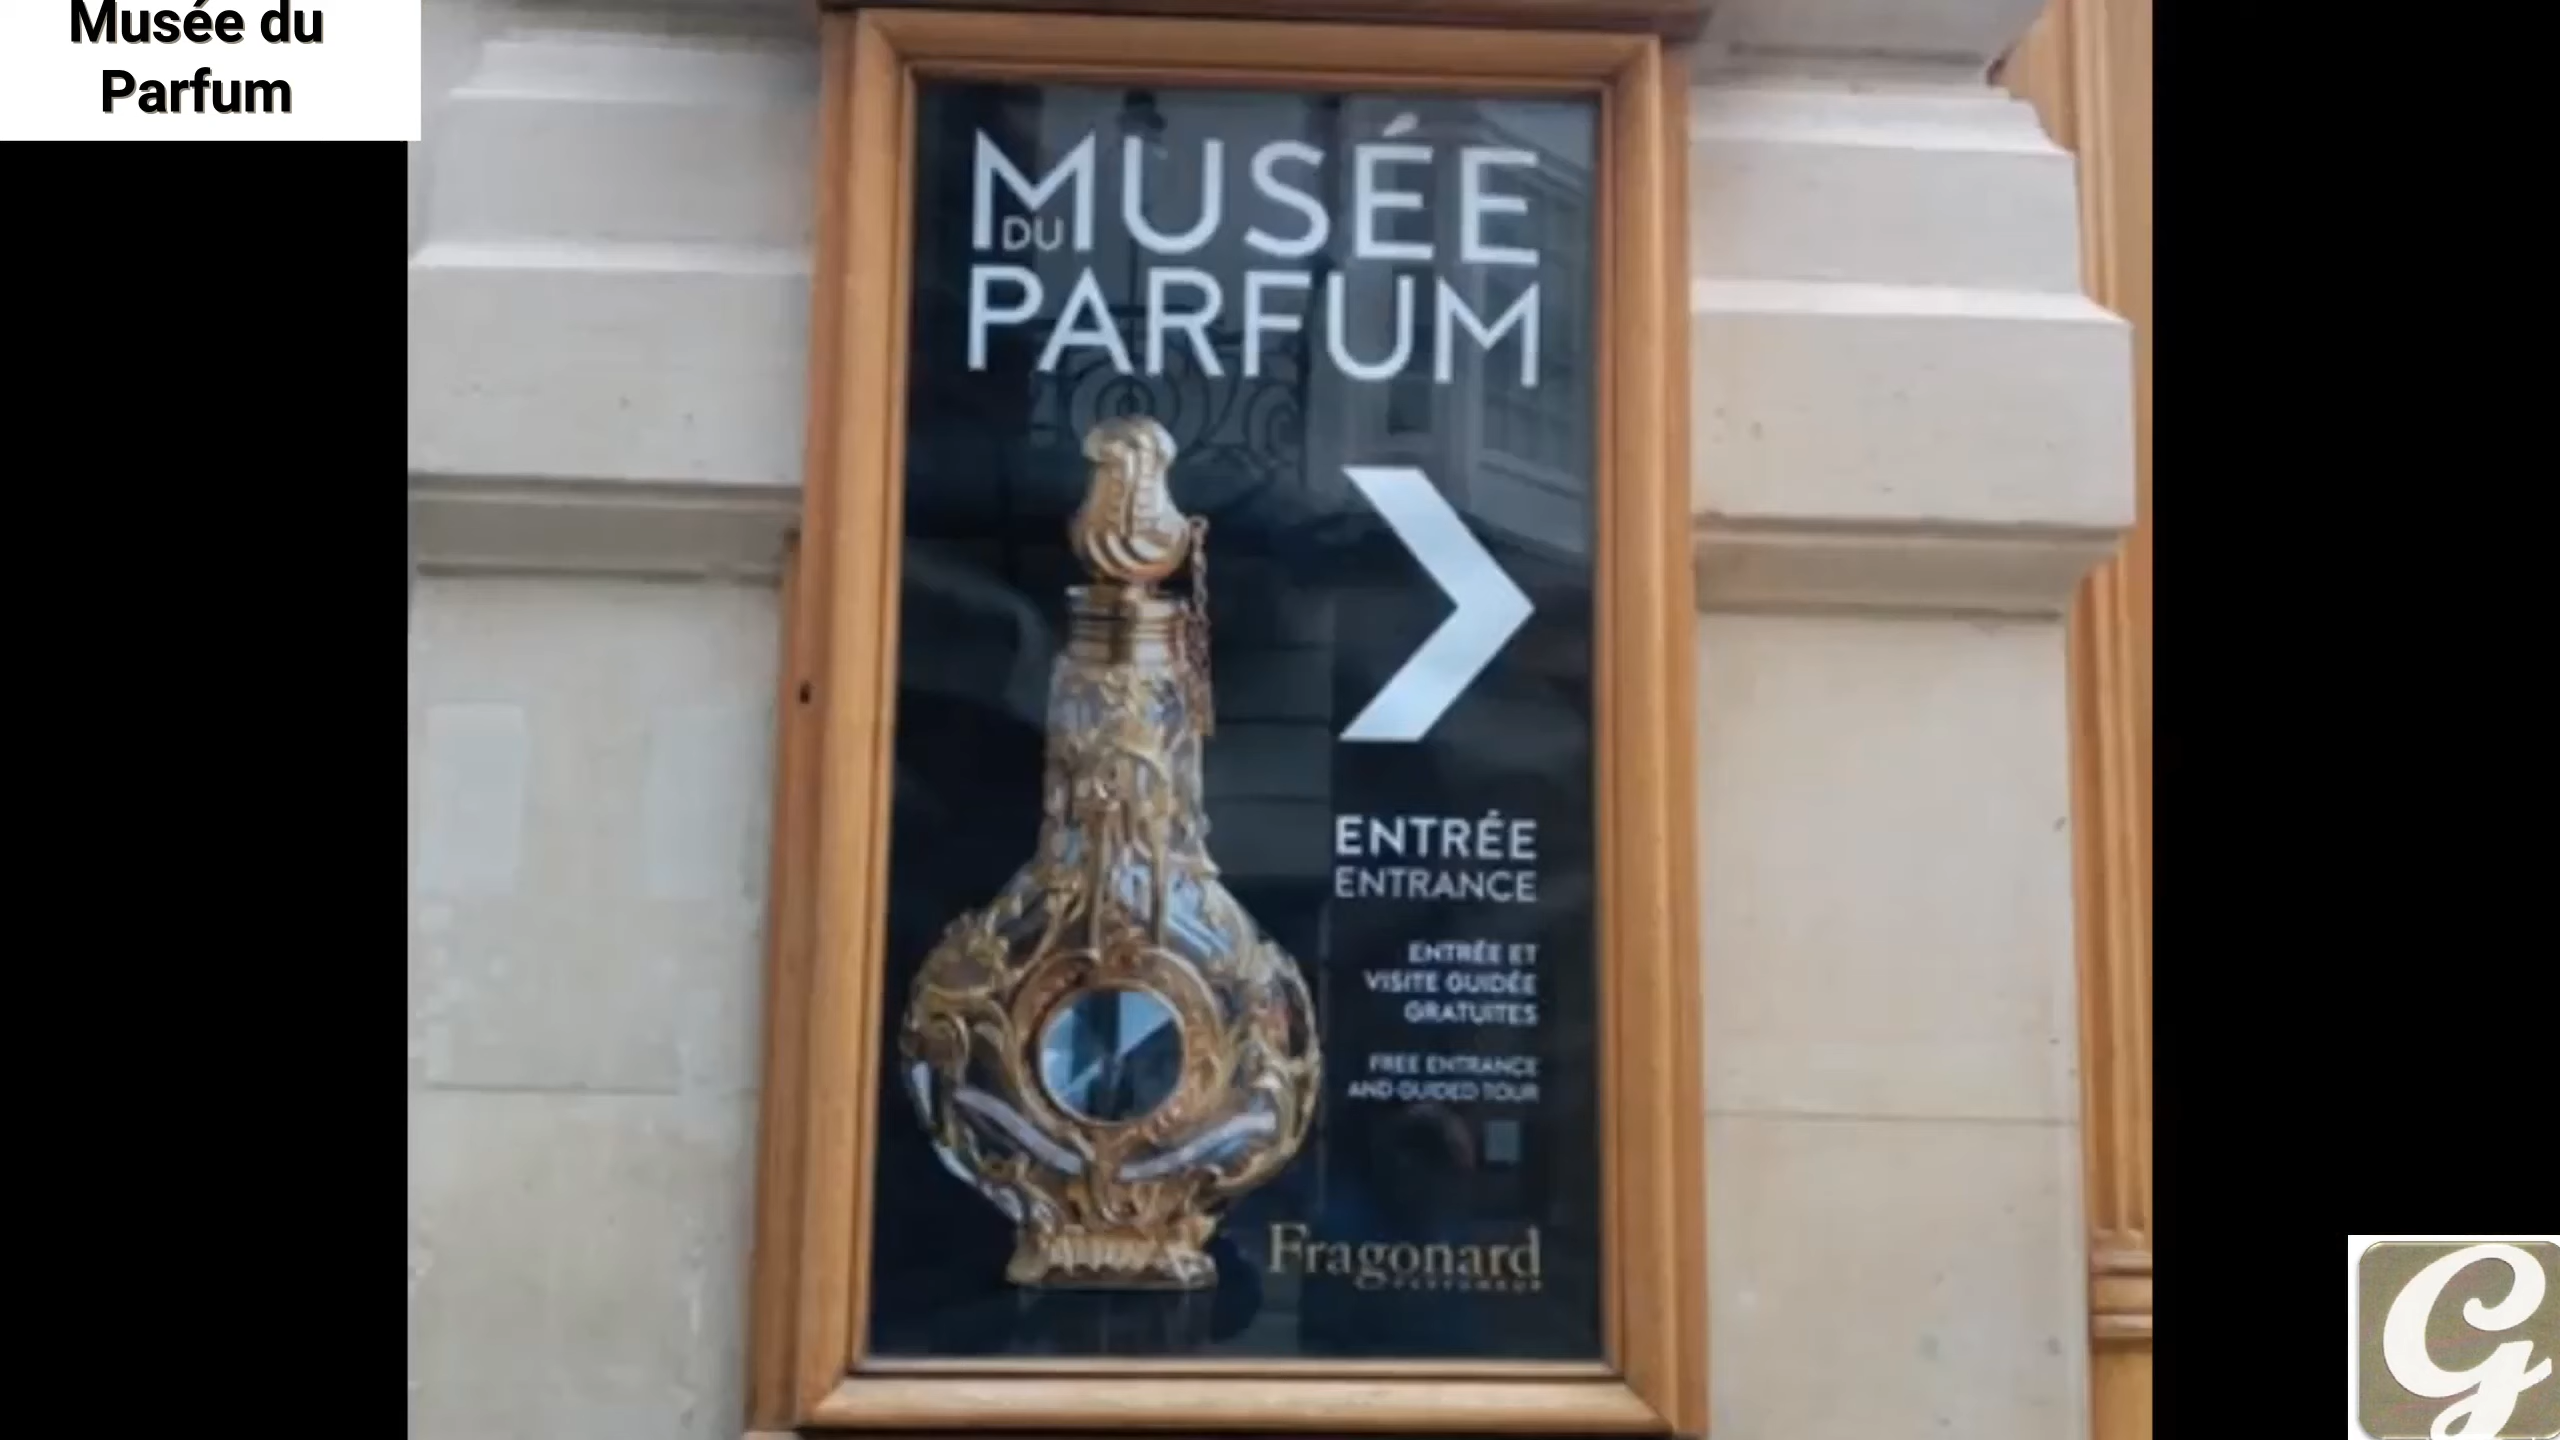 Musée du
Parfum
MUSÉE
DU
PARFUM
ENTRÉE
ENTRANCE
ENTRÉE ET
VISITE GUIDÉE
GRATUITES
FREE ENTRANCE
AND GUIDED TOUR
Fragonard
PARFUMEUR
G